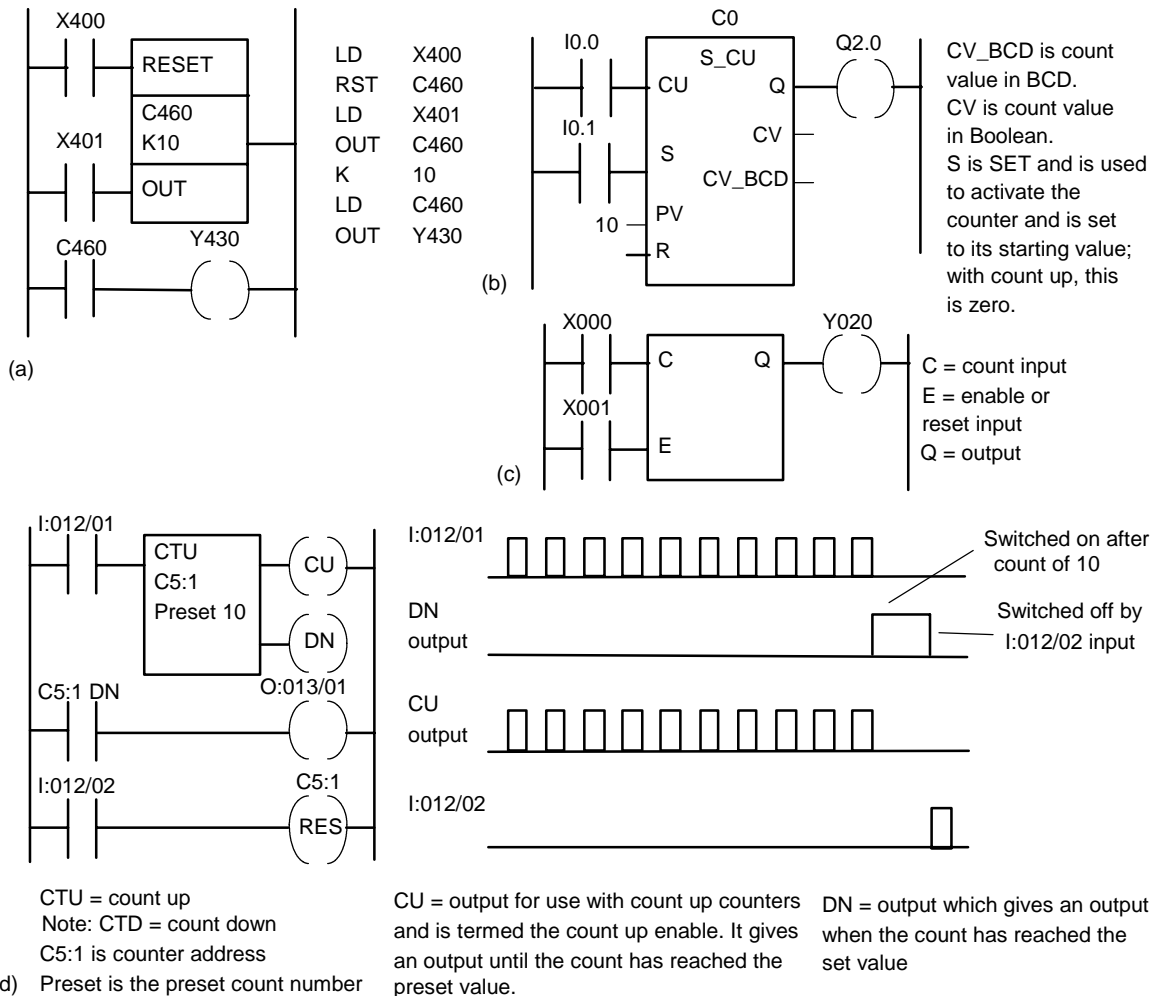 X400
RESET
C460
K10
X401
OUT
C460
Y430
(a)
LD X400
RST C460
LD X401
OUT C460
K 10
LD C460
OUT Y430
C0
I0.0
S_CU
Q2.0
CU
Q
I0.1
CV
S
CV_BCD
10
PV
R
(b)
CV_BCD is count
value in BCD.
CV is count value
in Boolean.
S is SET and is used
to activate the
counter and is set
to its starting value;
with count up, this
is zero.
X000
Y020
C
Q
X001
E
(c)
C = count input
E = enable or
reset input
Q = output
I:012/01
CTU
C5:1
Preset 10
CU
DN
C5:1 DN
O:013/01
I:012/02
C5:1
RES
I:012/01
Switched on after
count of 10
DN
output
Switched off by
I:012/02 input
CU
output
I:012/02
CTU = count up
Note: CTD = count down
C5:1 is counter address
d) Preset is the preset count number
CU = output for use with count up counters
and is termed the count up enable. It gives
an output until the count has reached the
preset value.
DN = output which gives an output
when the count has reached the
set value